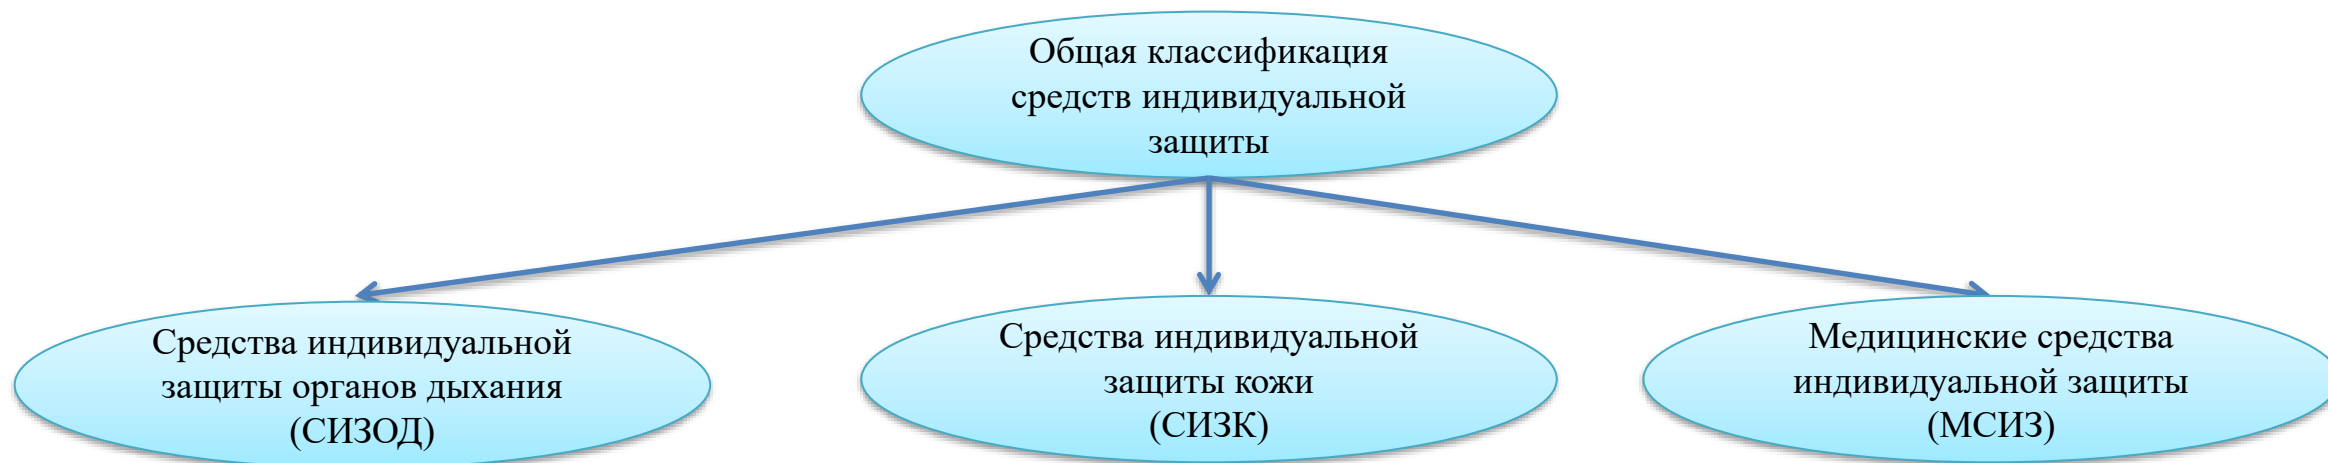 Общая классификация
средств индивидуальной
защиты
Средства индивидуальной
защиты органов дыхания
(СИЗОД)
Средства индивидуальной
защиты кожи
(СИЗК)
Медицинские средства
индивидуальной защиты
(МСИЗ)